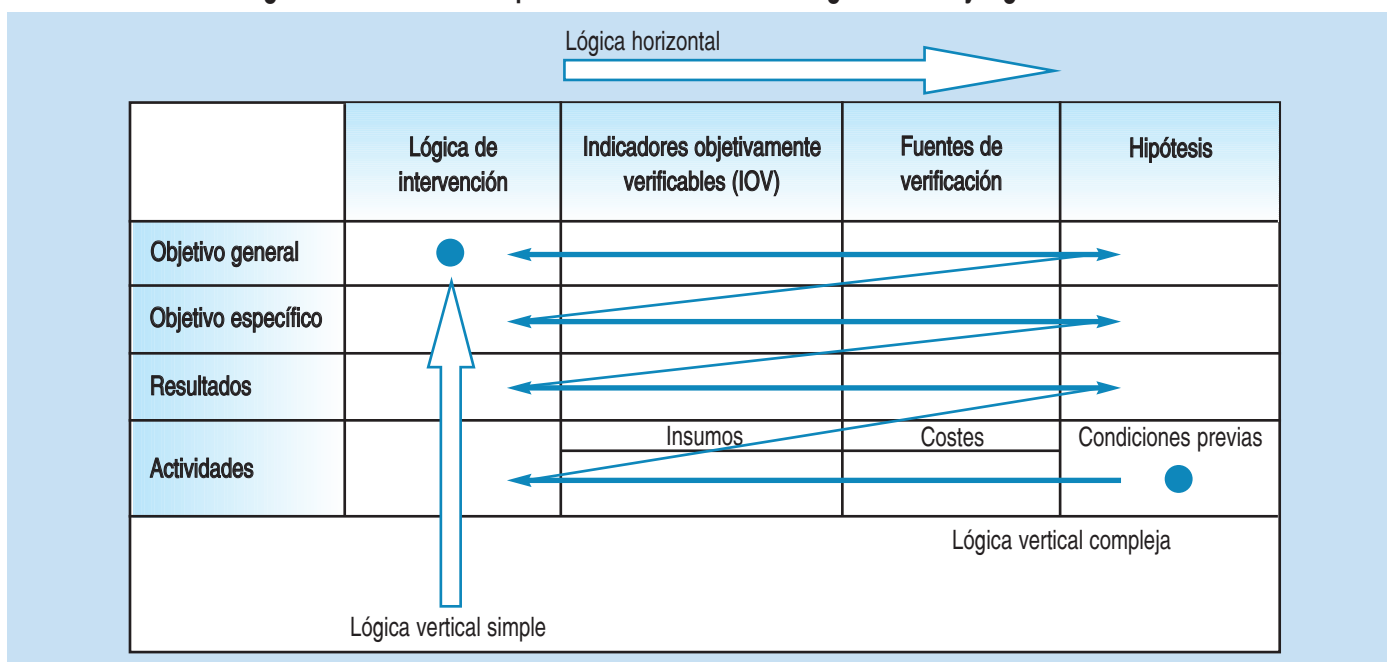 Lógica horizontal
Lógica de
intervención
Indicadores objetivamente
verificables (IOV)
Fuentes de
verificación
Hipótesis
Objetivo general
Objetivo específico
Resultados
Actividades
Insumos
Costes
Condiciones previas
Lógica vertical compleja
Lógica vertical simple